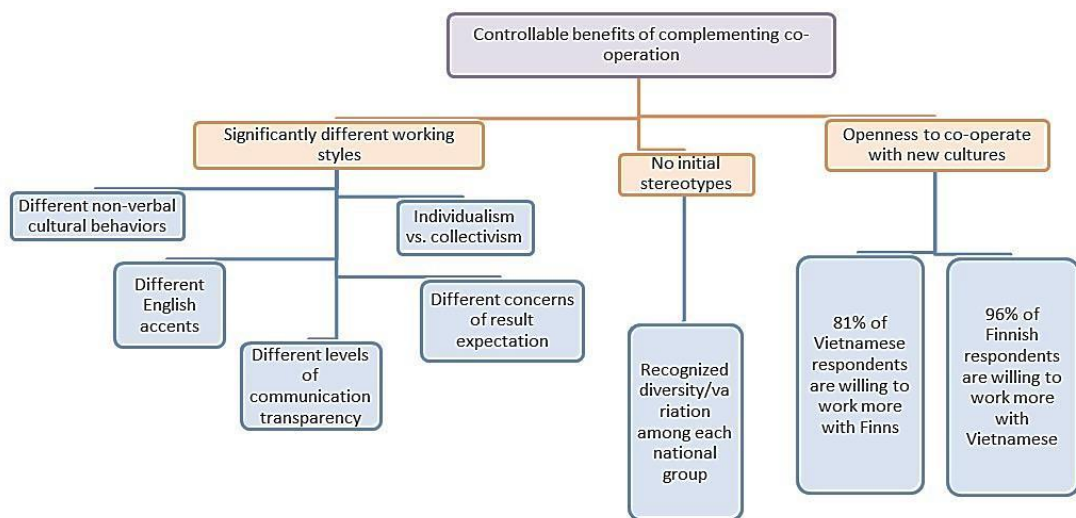 Controllable benefits of complementing co-
operation
Significantly different working
styles
No initial
stereotypes
Openness to co-operate
with new cultures
Different non-verbal
cultural behaviors
Individualism
vs. collectivism
Different
English
accents
Different concerns
of result
expectation
Different levels of
communication
transparency
Recognized
diversity/va
riation
among each
national
group
81% of
Vietnamese
respondents
are willing to
work more
with Finns
96% of
Finnish
respondents
are willing to
work more
with
Vietnamese